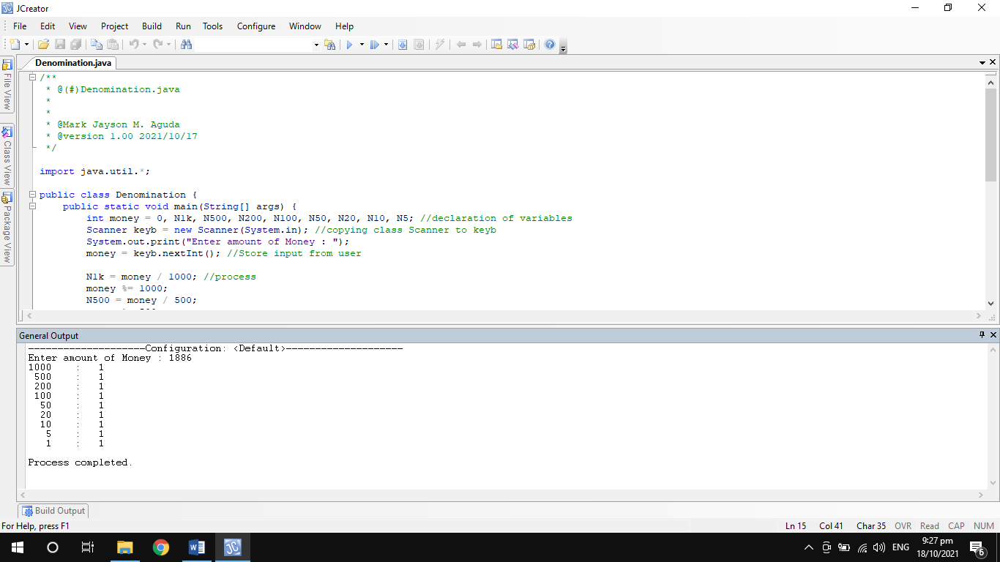 JCreator
File Edit View Project Build Run Tools Configure Window Help
Denomination.java
File View
Class View
Package View
/**
* @(#)Denomination.java
*
*
* @Mark Jayson M. Aguda
* @version 1.00 2021/10/17
*/
import java.util.*;
public class Denomination {
public static void main(String[] args) {
int money = 0, N1k, N500, N200, N100, N50, N20, N10, N5; //declaration of variables
Scanner keyb = new Scanner(System.in); //copying class Scanner to keyb
System.out.print("Enter amount of Money : ");
money = keyb.nextInt(); //Store input from user
N1k = money / 1000; //process
money %= 1000;
N500 = money / 500;
General Output
--------------------Configuration: <Default>--------------------
Enter amount of Money : 1886
1000 : 1
500 : 1
200 : 1
100 : 1
50 : 1
20 : 1
10 : 1
5 : 1
1 : 1
Process completed.
Build Output
For Help, press F1
Ln 15 Col 41 Char 35 OVR Read CAP NUM
ENG
9:27 pm
18/10/2021
6